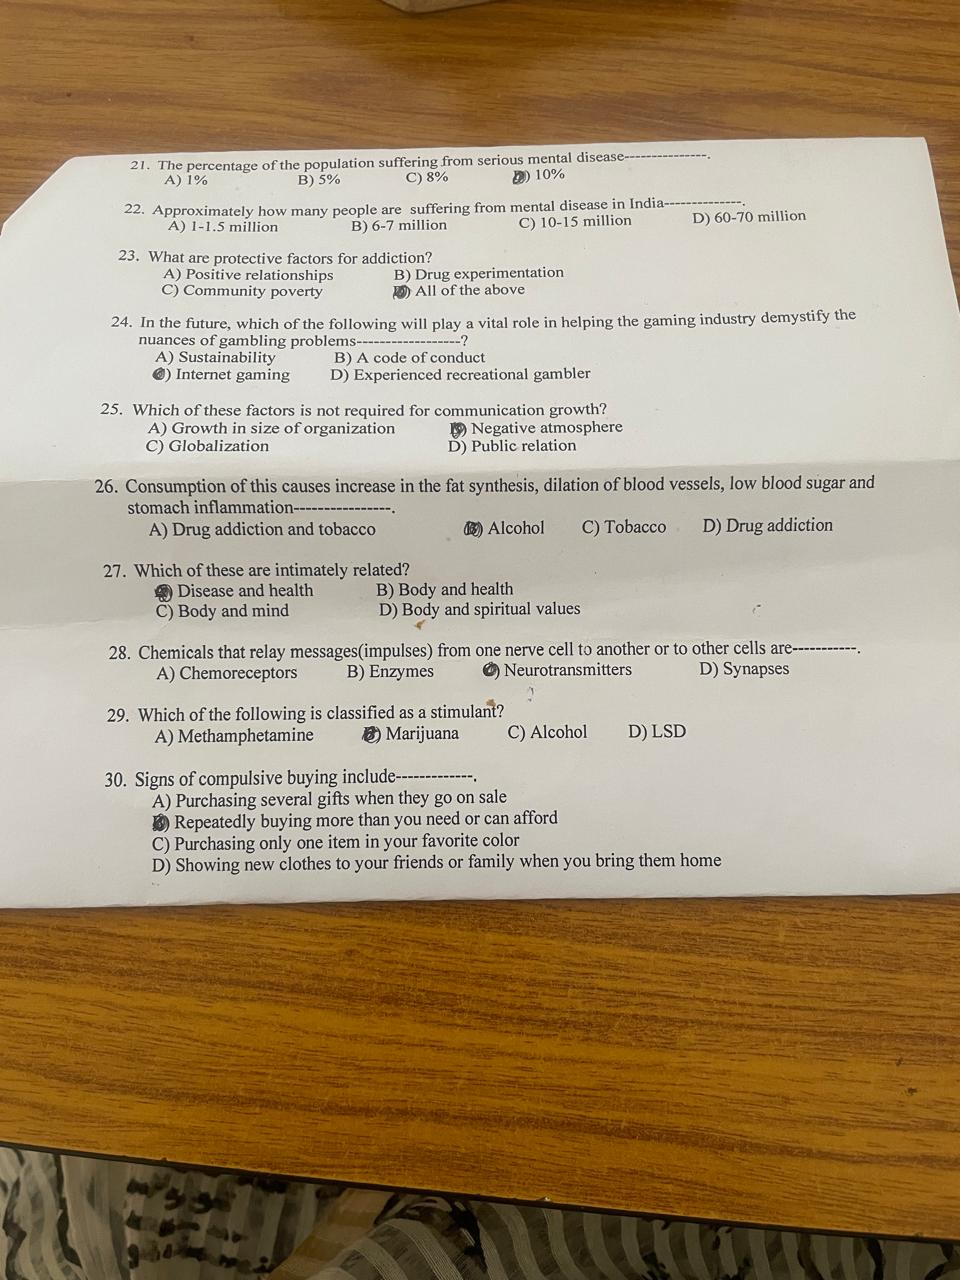 21. The percentage of the population suffering from serious mental disease---------------.
A) 1% B) 5% C) 8% D) 10%
22. Approximately how many people are suffering from mental disease in India--------------.
A) 1-1.5 million B) 6-7 million C) 10-15 million D) 60-70 million
23. What are protective factors for addiction?
A) Positive relationships B) Drug experimentation
C) Community poverty D) All of the above
24. In the future, which of the following will play a vital role in helping the gaming industry demystify the
nuances of gambling problems-------------------?
A) Sustainability B) A code of conduct
C) Internet gaming D) Experienced recreational gambler
25. Which of these factors is not required for communication growth?
A) Growth in size of organization B) Negative atmosphere
C) Globalization D) Public relation
26. Consumption of this causes increase in the fat synthesis, dilation of blood vessels, low blood sugar and
stomach inflammation----------------.
A) Drug addiction and tobacco B) Alcohol C) Tobacco D) Drug addiction
27. Which of these are intimately related?
A) Disease and health B) Body and health
C) Body and mind D) Body and spiritual values
28. Chemicals that relay messages(impulses) from one nerve cell to another or to other cells are-----------.
A) Chemoreceptors B) Enzymes C) Neurotransmitters D) Synapses
29. Which of the following is classified as a stimulant?
A) Methamphetamine B) Marijuana C) Alcohol D) LSD
30. Signs of compulsive buying include-------------.
A) Purchasing several gifts when they go on sale
B) Repeatedly buying more than you need or can afford
C) Purchasing only one item in your favorite color
D) Showing new clothes to your friends or family when you bring them home